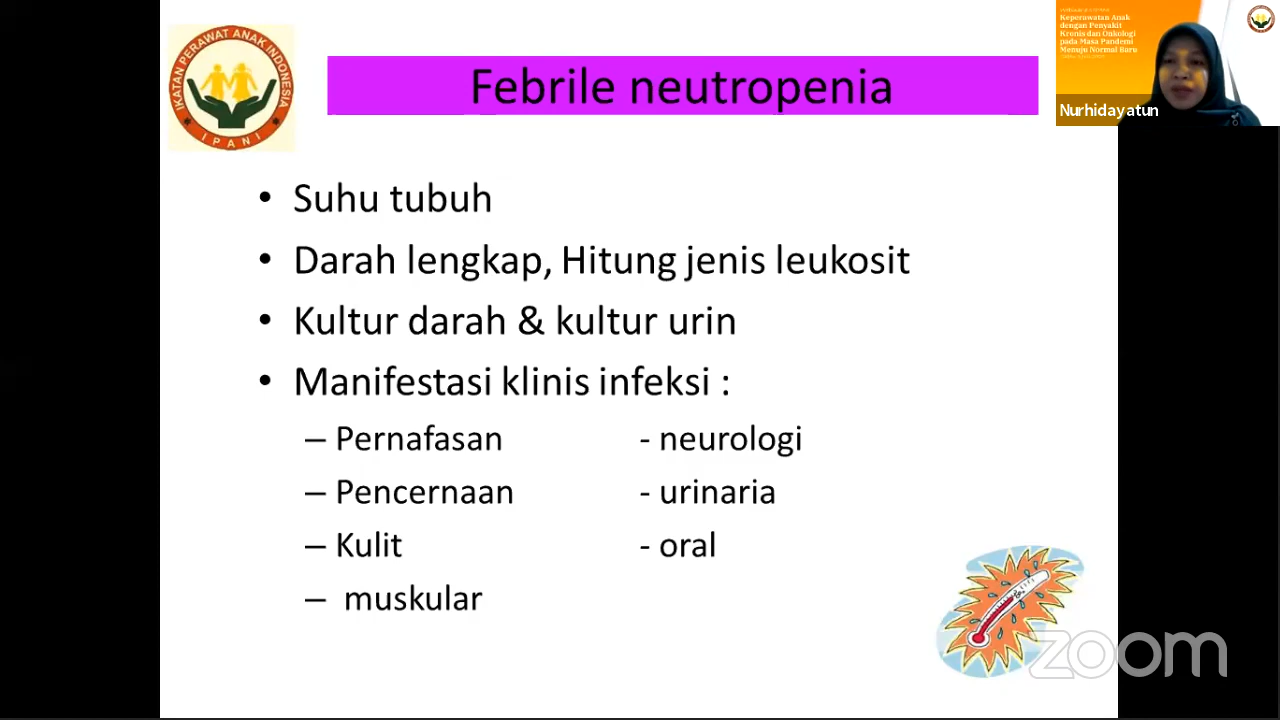 IKATAN PERAWAT ANAK INDONESIA
IPANI
Febrile neutropenia
Keperawatan Anak
dengan Penyakit
Kronis dan Onkologi
pada Masa Pandemi
Menuju Normal Baru
Nurhidayatun
• Suhu tubuh
• Darah lengkap, Hitung jenis leukosit
• Kultur darah & kultur urin
• Manifestasi klinis infeksi :
– Pernafasan - neurologi
– Pencernaan - urinaria
– Kulit - oral
– muskular
zoom